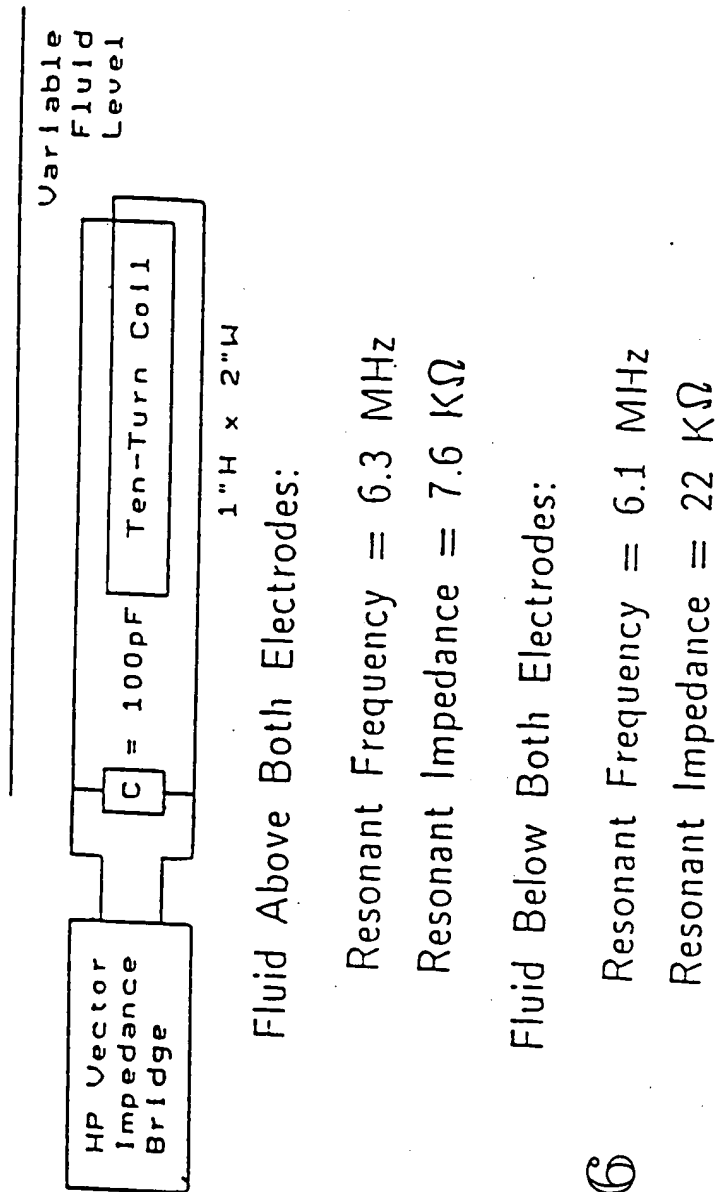 Variable
Fluid
Level
HP Vector
Impedance
Bridge
C = 100pF
Ten-Turn Coil
1"H x 2"W
Fluid Above Both Electrodes:
Resonant Frequency = 6.3 MHz
Resonant Impedance = 7.6 KΩ
Fluid Below Both Electrodes:
Resonant Frequency = 6.1 MHz
Resonant Impedance = 22 KΩ
6